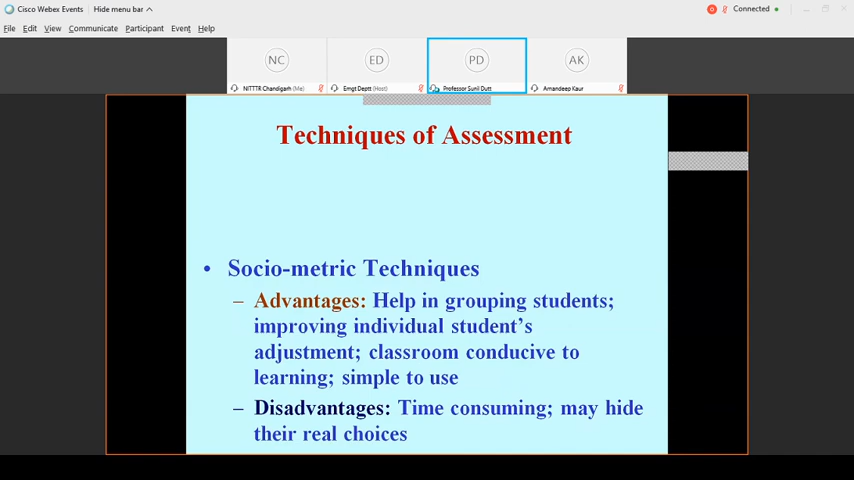 Cisco Webex Events Hide menu bar Connected
File Edit View Communicate Participant Event Help
NC ED PD AK
NITTTR Chandigarh (Me) Emgt Deptt (Host) Professor Sunil Dutt Amandeep Kaur
Techniques of Assessment
• Socio-metric Techniques
– Advantages: Help in grouping students;
improving individual student's
adjustment; classroom conducive to
learning; simple to use
– Disadvantages: Time consuming; may hide
their real choices